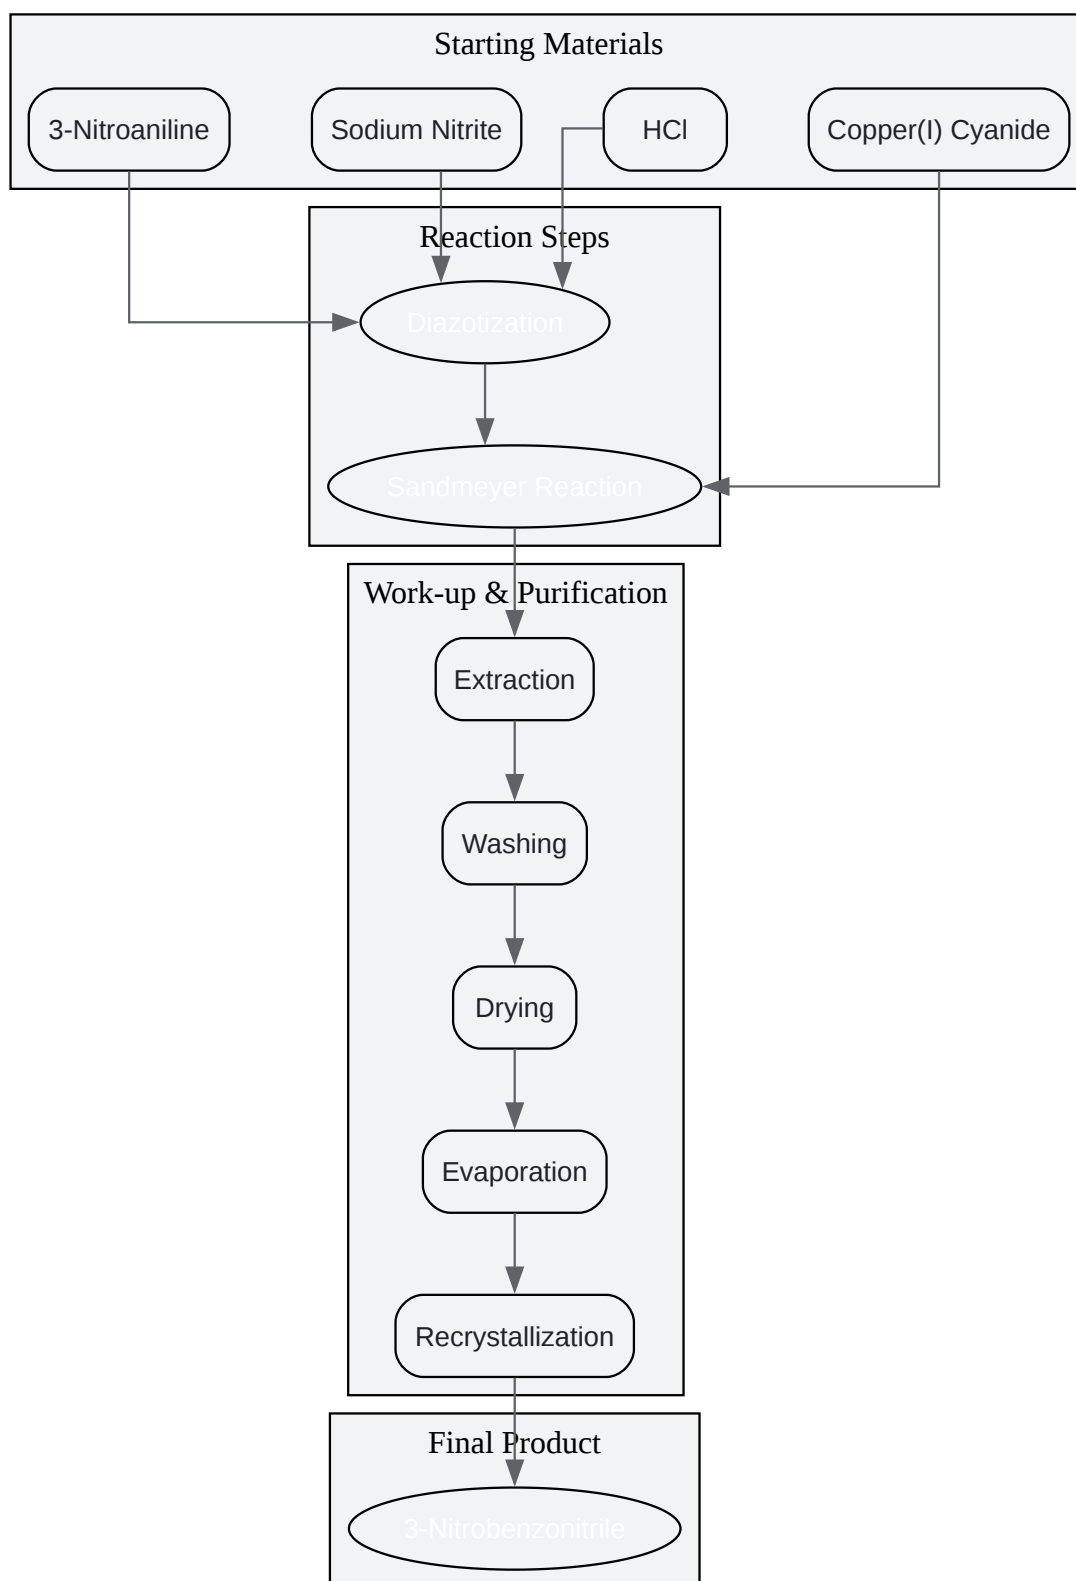 Starting Materials
3-Nitroaniline
Sodium Nitrite
HCl
Copper(I) Cyanide
Reaction Steps
Diazotization
Sandmeyer Reaction
Work-up & Purification
Extraction
Washing
Drying
Evaporation
Recrystallization
Final Product
3-Nitrobenzonitrile